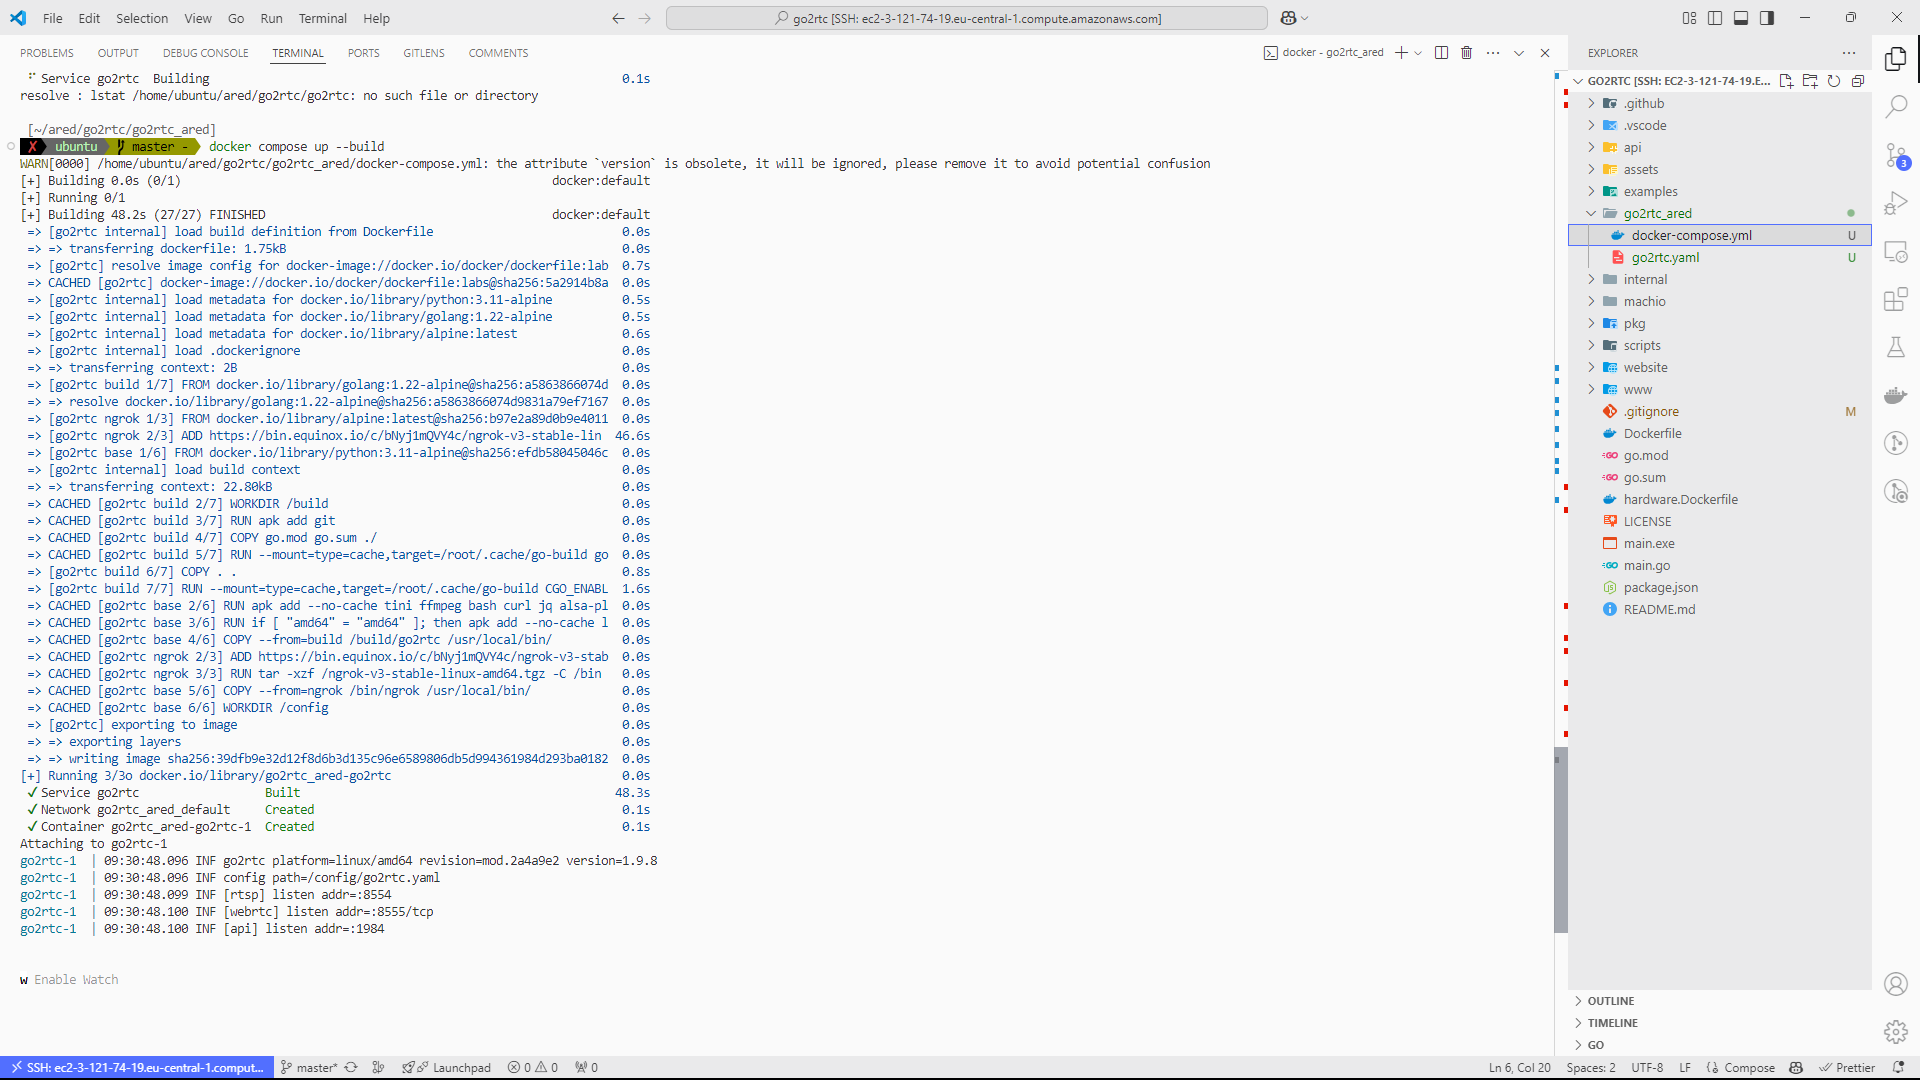 File Edit Selection View Go Run Terminal Help
go2rtc [SSH: ec2-3-121-74-19.eu-central-1.compute.amazonaws.com]
PROBLEMS OUTPUT DEBUG CONSOLE TERMINAL PORTS GITLENS COMMENTS
docker - go2rtc_ared
Service go2rtc Building 0.1s
resolve : lstat /home/ubuntu/ared/go2rtc/go2rtc: no such file or directory
[~/ared/go2rtc/go2rtc_ared]
✗ ubuntu master - docker compose up --build
WARN[0000] /home/ubuntu/ared/go2rtc/go2rtc_ared/docker-compose.yml: the attribute `version` is obsolete, it will be ignored, please remove it to avoid potential confusion
[+] Building 0.0s (0/1) docker:default
[+] Running 0/1
[+] Building 48.2s (27/27) FINISHED docker:default
=> [go2rtc internal] load build definition from Dockerfile 0.0s
=> => transferring dockerfile: 1.75kB 0.0s
=> [go2rtc] resolve image config for docker-image://docker.io/docker/dockerfile:lab 0.7s
=> CACHED [go2rtc] docker-image://docker.io/docker/dockerfile:labs@sha256:5a2914b8a 0.0s
=> [go2rtc internal] load metadata for docker.io/library/python:3.11-alpine 0.5s
=> [go2rtc internal] load metadata for docker.io/library/golang:1.22-alpine 0.5s
=> [go2rtc internal] load metadata for docker.io/library/alpine:latest 0.6s
=> [go2rtc internal] load .dockerignore 0.0s
=> => transferring context: 2B 0.0s
=> [go2rtc build 1/7] FROM docker.io/library/golang:1.22-alpine@sha256:a5863866074d 0.0s
=> => resolve docker.io/library/golang:1.22-alpine@sha256:a5863866074d9831a79ef7167 0.0s
=> [go2rtc ngrok 1/3] FROM docker.io/library/alpine:latest@sha256:b97e2a89d0b9e4011 0.0s
=> [go2rtc ngrok 2/3] ADD https://bin.equinox.io/c/bNyj1mQVY4c/ngrok-v3-stable-lin 46.6s
=> [go2rtc base 1/6] FROM docker.io/library/python:3.11-alpine@sha256:efdb58045046c 0.0s
=> [go2rtc internal] load build context 0.0s
=> => transferring context: 22.80kB 0.0s
=> CACHED [go2rtc build 2/7] WORKDIR /build 0.0s
=> CACHED [go2rtc build 3/7] RUN apk add git 0.0s
=> CACHED [go2rtc build 4/7] COPY go.mod go.sum ./ 0.0s
=> CACHED [go2rtc build 5/7] RUN --mount=type=cache,target=/root/.cache/go-build go 0.0s
=> [go2rtc build 6/7] COPY . . 0.8s
=> [go2rtc build 7/7] RUN --mount=type=cache,target=/root/.cache/go-build CGO_ENABL 1.6s
=> CACHED [go2rtc base 2/6] RUN apk add --no-cache tini ffmpeg bash curl jq alsa-pl 0.0s
=> CACHED [go2rtc base 3/6] RUN if [ "amd64" = "amd64" ]; then apk add --no-cache l 0.0s
=> CACHED [go2rtc base 4/6] COPY --from=build /build/go2rtc /usr/local/bin/ 0.0s
=> CACHED [go2rtc ngrok 2/3] ADD https://bin.equinox.io/c/bNyj1mQVY4c/ngrok-v3-stab 0.0s
=> CACHED [go2rtc ngrok 3/3] RUN tar -xzf /ngrok-v3-stable-linux-amd64.tgz -C /bin 0.0s
=> CACHED [go2rtc base 5/6] COPY --from=ngrok /bin/ngrok /usr/local/bin/ 0.0s
=> CACHED [go2rtc base 6/6] WORKDIR /config 0.0s
=> [go2rtc] exporting to image 0.0s
=> => exporting layers 0.0s
=> => writing image sha256:39dfb9e32d12f8d6b3d135c96e6589806db5d994361984d293ba0182 0.0s
[+] Running 3/3o docker.io/library/go2rtc_ared-go2rtc 0.0s
✓ Service go2rtc Built 48.3s
✓ Network go2rtc_ared_default Created 0.1s
✓ Container go2rtc_ared-go2rtc-1 Created 0.1s
Attaching to go2rtc-1
go2rtc-1 | 09:30:48.096 INF go2rtc platform=linux/amd64 revision=mod.2a4a9e2 version=1.9.8
go2rtc-1 | 09:30:48.096 INF config path=/config/go2rtc.yaml
go2rtc-1 | 09:30:48.099 INF [rtsp] listen addr=:8554
go2rtc-1 | 09:30:48.100 INF [webrtc] listen addr=:8555/tcp
go2rtc-1 | 09:30:48.100 INF [api] listen addr=:1984
w Enable Watch
EXPLORER
GO2RTC [SSH: EC2-3-121-74-19.E...
.github
.vscode
api
assets
examples
go2rtc_ared
docker-compose.yml U
go2rtc.yaml U
internal
machio
pkg
scripts
website
www
.gitignore M
Dockerfile
go.mod
go.sum
hardware.Dockerfile
LICENSE
main.exe
main.go
package.json
README.md
OUTLINE
TIMELINE
GO
3
SSH: ec2-3-121-74-19.eu-central-1.comput... master* Launchpad 0 0 0 Ln 6, Col 20 Spaces: 2 UTF-8 LF Compose Prettier